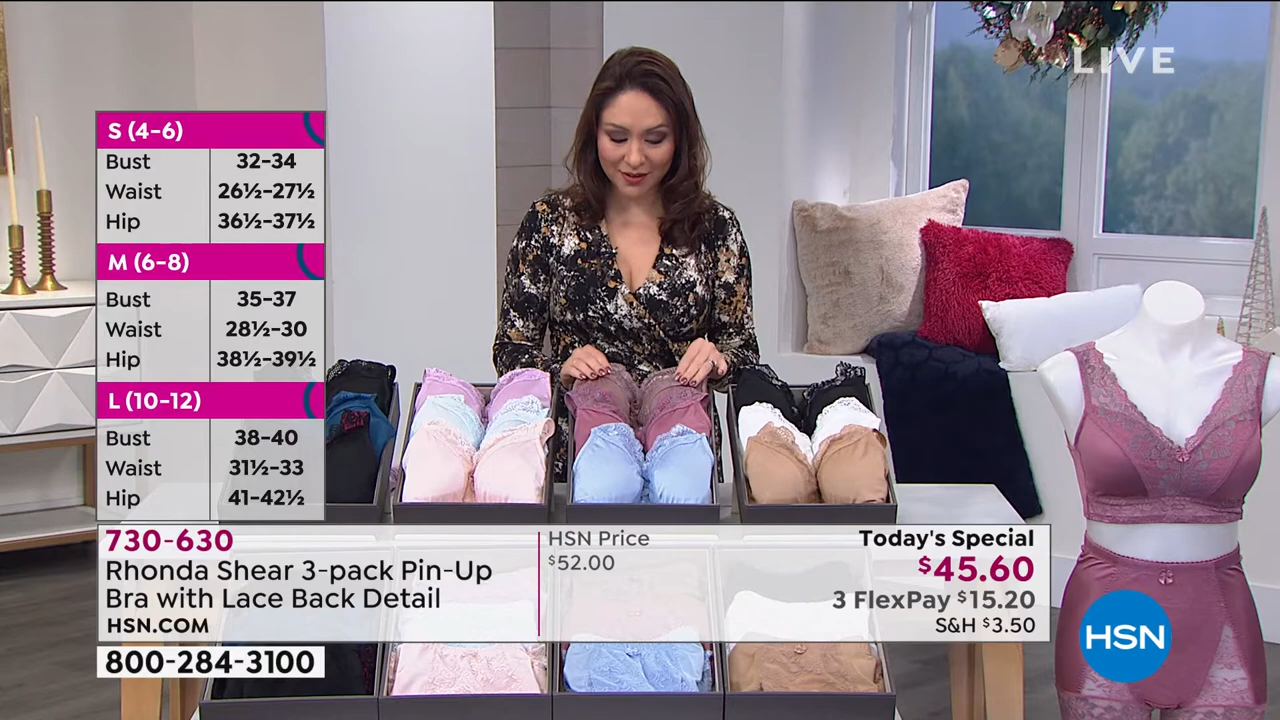 LIVE
S (4-6)
Bust 32-34
Waist 26½-27½
Hip 36½-37½
M (6-8)
Bust 35-37
Waist 28½-30
Hip 38½-39½
L (10-12)
Bust 38-40
Waist 31½-33
Hip 41-42½
730-630
Rhonda Shear 3-pack Pin-Up
Bra with Lace Back Detail
HSN.COM
HSN Price
$52.00
Today's Special
$45.60
3 FlexPay $15.20
S&H $3.50
800-284-3100
HSN